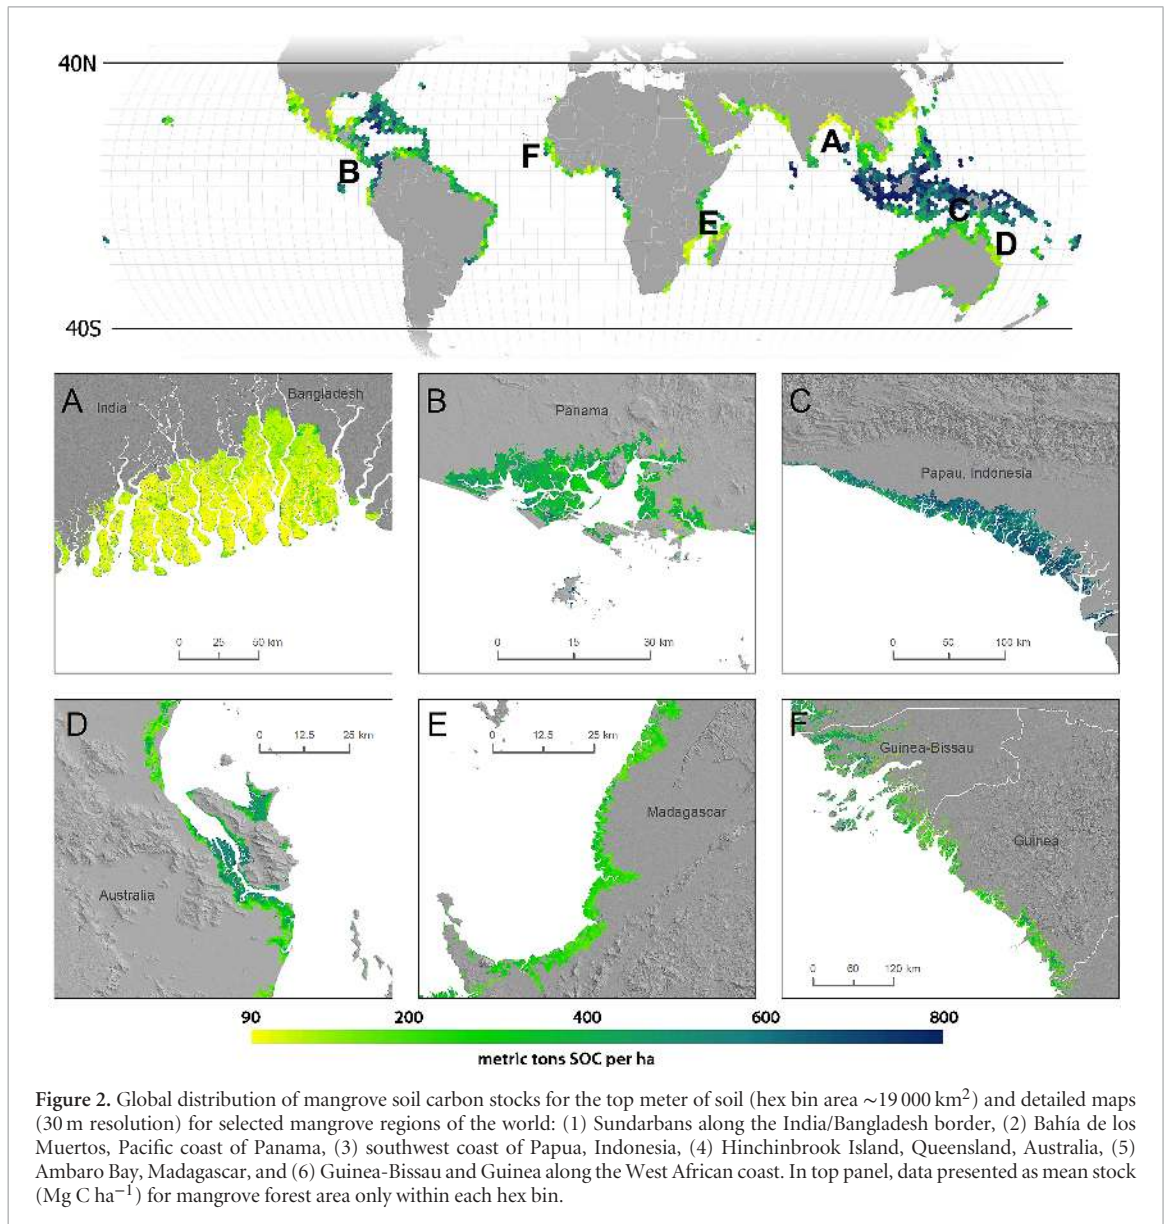 40N
F
A
B
C
E
D
40S
A
India
Bangladesh
0 25 50 km
B
Panama
0 15 30 km
C
Papau, Indonesia
0 50 100 km
D
0 12.5 25 km
Australia
E
0 12.5 25 km
Madagascar
F
Guinea-Bissau
Guinea
0 60 120 km
90 200 400 600 800
metric tons SOC per ha
Figure 2. Global distribution of mangrove soil carbon stocks for the top meter of soil (hex bin area ~19 000 km²) and detailed maps
(30 m resolution) for selected mangrove regions of the world: (1) Sundarbans along the India/Bangladesh border, (2) Bahía de los
Muertos, Pacific coast of Panama, (3) southwest coast of Papua, Indonesia, (4) Hinchinbrook Island, Queensland, Australia, (5)
Ambaro Bay, Madagascar, and (6) Guinea-Bissau and Guinea along the West African coast. In top panel, data presented as mean stock
(Mg C ha⁻¹) for mangrove forest area only within each hex bin.